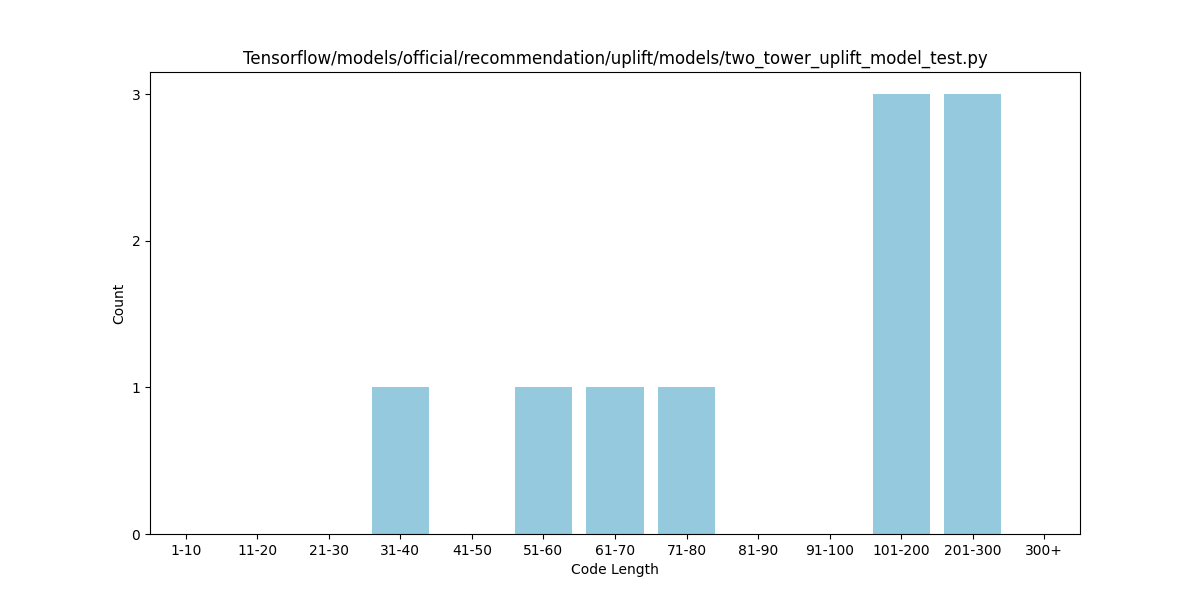 Tensorflow/models/official/recommendation/uplift/models/two_tower_uplift_model_test.py
3
2
1
0
Count
1-10 11-20 21-30 31-40 41-50 51-60 61-70 71-80 81-90 91-100 101-200 201-300 300+
Code Length